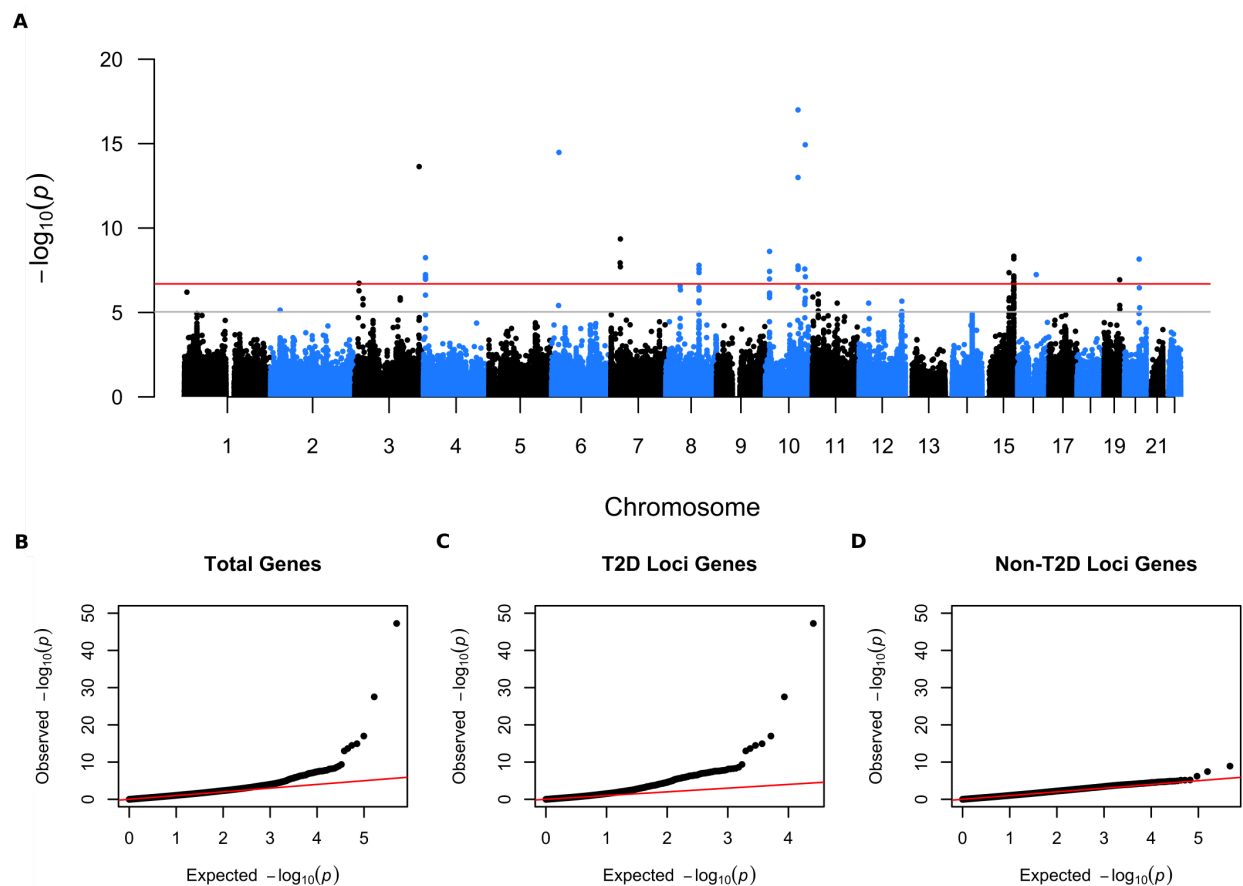 A
20
15
10
5
0
−log10(p)
1 2 3 4 5 6 7 8 9 10 11 12 13 15 17 19 21
Chromosome
B
Total Genes
50
40
30
20
10
0
Observed −log10(p)
0 1 2 3 4 5
Expected −log10(p)
C
T2D Loci Genes
50
40
30
20
10
0
Observed −log10(p)
0 1 2 3 4
Expected −log10(p)
D
Non-T2D Loci Genes
50
40
30
20
10
0
Observed −log10(p)
0 1 2 3 4 5
Expected −log10(p)